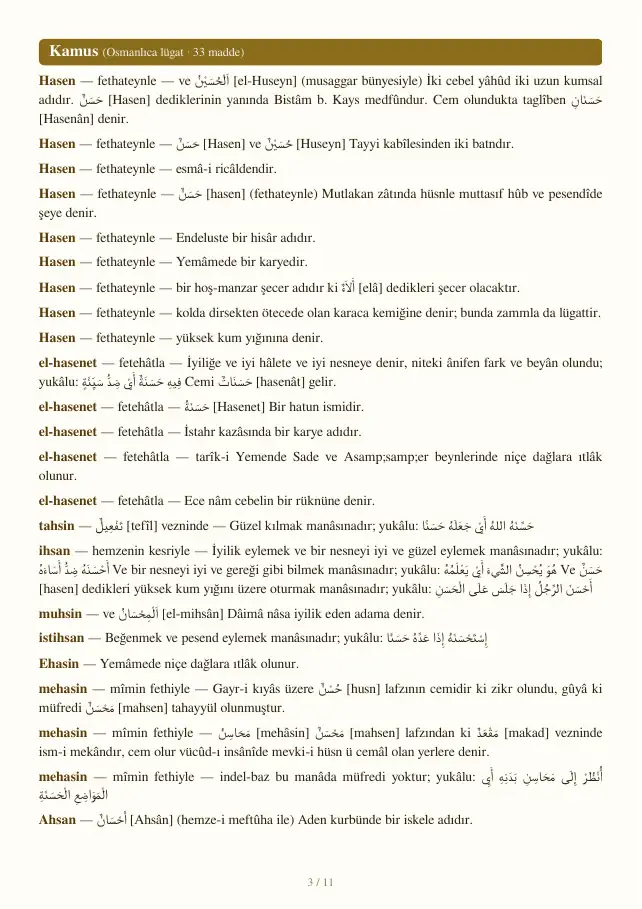 Kamus (Osmanlıca lügat · 33 madde)
Hasen — fethateynle — ve اَلْحُسَيْنُ [el-Huseyn] (musaggar bünyesiyle) İki cebel yâhûd iki uzun kumsal
adıdır. حَسَنٌ [Hasen] dediklerinin yanında Bistâm b. Kays medfûndur. Cem olundukta taglîben حَسَنَانِ
[Hasenân] denir.
Hasen — fethateynle — حَسَنٌ [Hasen] ve حُسَيْنٌ [Huseyn] Tayyi kabîlesinden iki batndır.
Hasen — fethateynle — esmâ-i ricâldendir.
Hasen — fethateynle — حَسَنٌ [hasen] (fethateynle) Mutlakan zâtında hüsnle muttasıf hûb ve pesendîde
şeye denir.
Hasen — fethateynle — Endeluste bir hisâr adıdır.
Hasen — fethateynle — Yemâmede bir karyedir.
Hasen — fethateynle — bir hoş-manzar şecer adıdır ki أَلَاءٌ [elâ] dedikleri şecer olacaktır.
Hasen — fethateynle — kolda dirsekten ötecede olan karaca kemiğine denir; bunda zammla da lügattir.
Hasen — fethateynle — yüksek kum yığınına denir.
el-hasenet — fetehâtla — İyiliğe ve iyi hâlete ve iyi nesneye denir, niteki ânifen fark ve beyân olundu;
yukâlu: فِيهِ حَسَنَةٌ أَيْ ضِدُّ سَيِّئَةٍ Cemi حَسَنَاتٌ [hasenât] gelir.
el-hasenet — fetehâtla — حَسَنَةُ [Hasenet] Bir hatun ismidir.
el-hasenet — fetehâtla — İstahr kazâsında bir karye adıdır.
el-hasenet — fetehâtla — tarîk-i Yemende Sade ve Asamp;samp;er beynlerinde niçe dağlara ıtlâk
olunur.
el-hasenet — fetehâtla — Ece nâm cebelin bir rüknüne denir.
tahsin — تَفْعِيلٌ [tefîl] vezninde — Güzel kılmak manâsınadır; yukâlu: حَسَّنَهُ اللهُ أَيْ جَعَلَهُ حَسَنًا
ihsan — hemzenin kesriyle — İyilik eylemek ve bir nesneyi iyi ve güzel eylemek manâsınadır; yukâlu:
أَحْسَنَهُ ضِدُّ أَسَاءَهُ Ve bir nesneyi iyi ve gereği gibi bilmek manâsınadır; yukâlu: هُوَ يُحْسِنُ الشَّيْءَ أَيْ يَعْلَمُهُ Ve حَسَنٌ
[hasen] dedikleri yüksek kum yığını üzere oturmak manâsınadır; yukâlu: أَحْسَنَ الرَّجُلُ إِذَا جَلَسَ عَلَى الْحَسَنِ
muhsin — ve اَلْمِحْسَانُ [el-mihsân] Dâimâ nâsa iyilik eden adama denir.
istihsan — Beğenmek ve pesend eylemek manâsınadır; yukâlu: إِسْتَحْسَنَهُ إِذَا عَدَّهُ حَسَنًا
Ehasin — Yemâmede niçe dağlara ıtlâk olunur.
mehasin — mîmin fethiyle — Gayr-i kıyâs üzere حُسْنٌ [husn] lafzının cemidir ki zikr olundu, gûyâ ki
müfredi مَحْسَنٌ [mahsen] tahayyül olunmuştur.
mehasin — mîmin fethiyle — مَحَاسِنُ [mehâsin] مَحْسَنٌ [mahsen] lafzından ki مَقْعَدٌ [makad] vezninde
ism-i mekândır, cem olur vücûd-ı insânîde mevki-i hüsn ü cemâl olan yerlere denir.
mehasin — mîmin fethiyle — indel-baz bu manâda müfredi yoktur; yukâlu: أُنْظُرْ إِلَى مَحَاسِنِ بَدَنِهِ أَيِ
الْمَوَاضِعِ الْحَسَنَةِ
Ahsan — أَحْسَانٌ [Ahsân] (hemze-i meftûha ile) Aden kurbünde bir iskele adıdır.
3 / 11